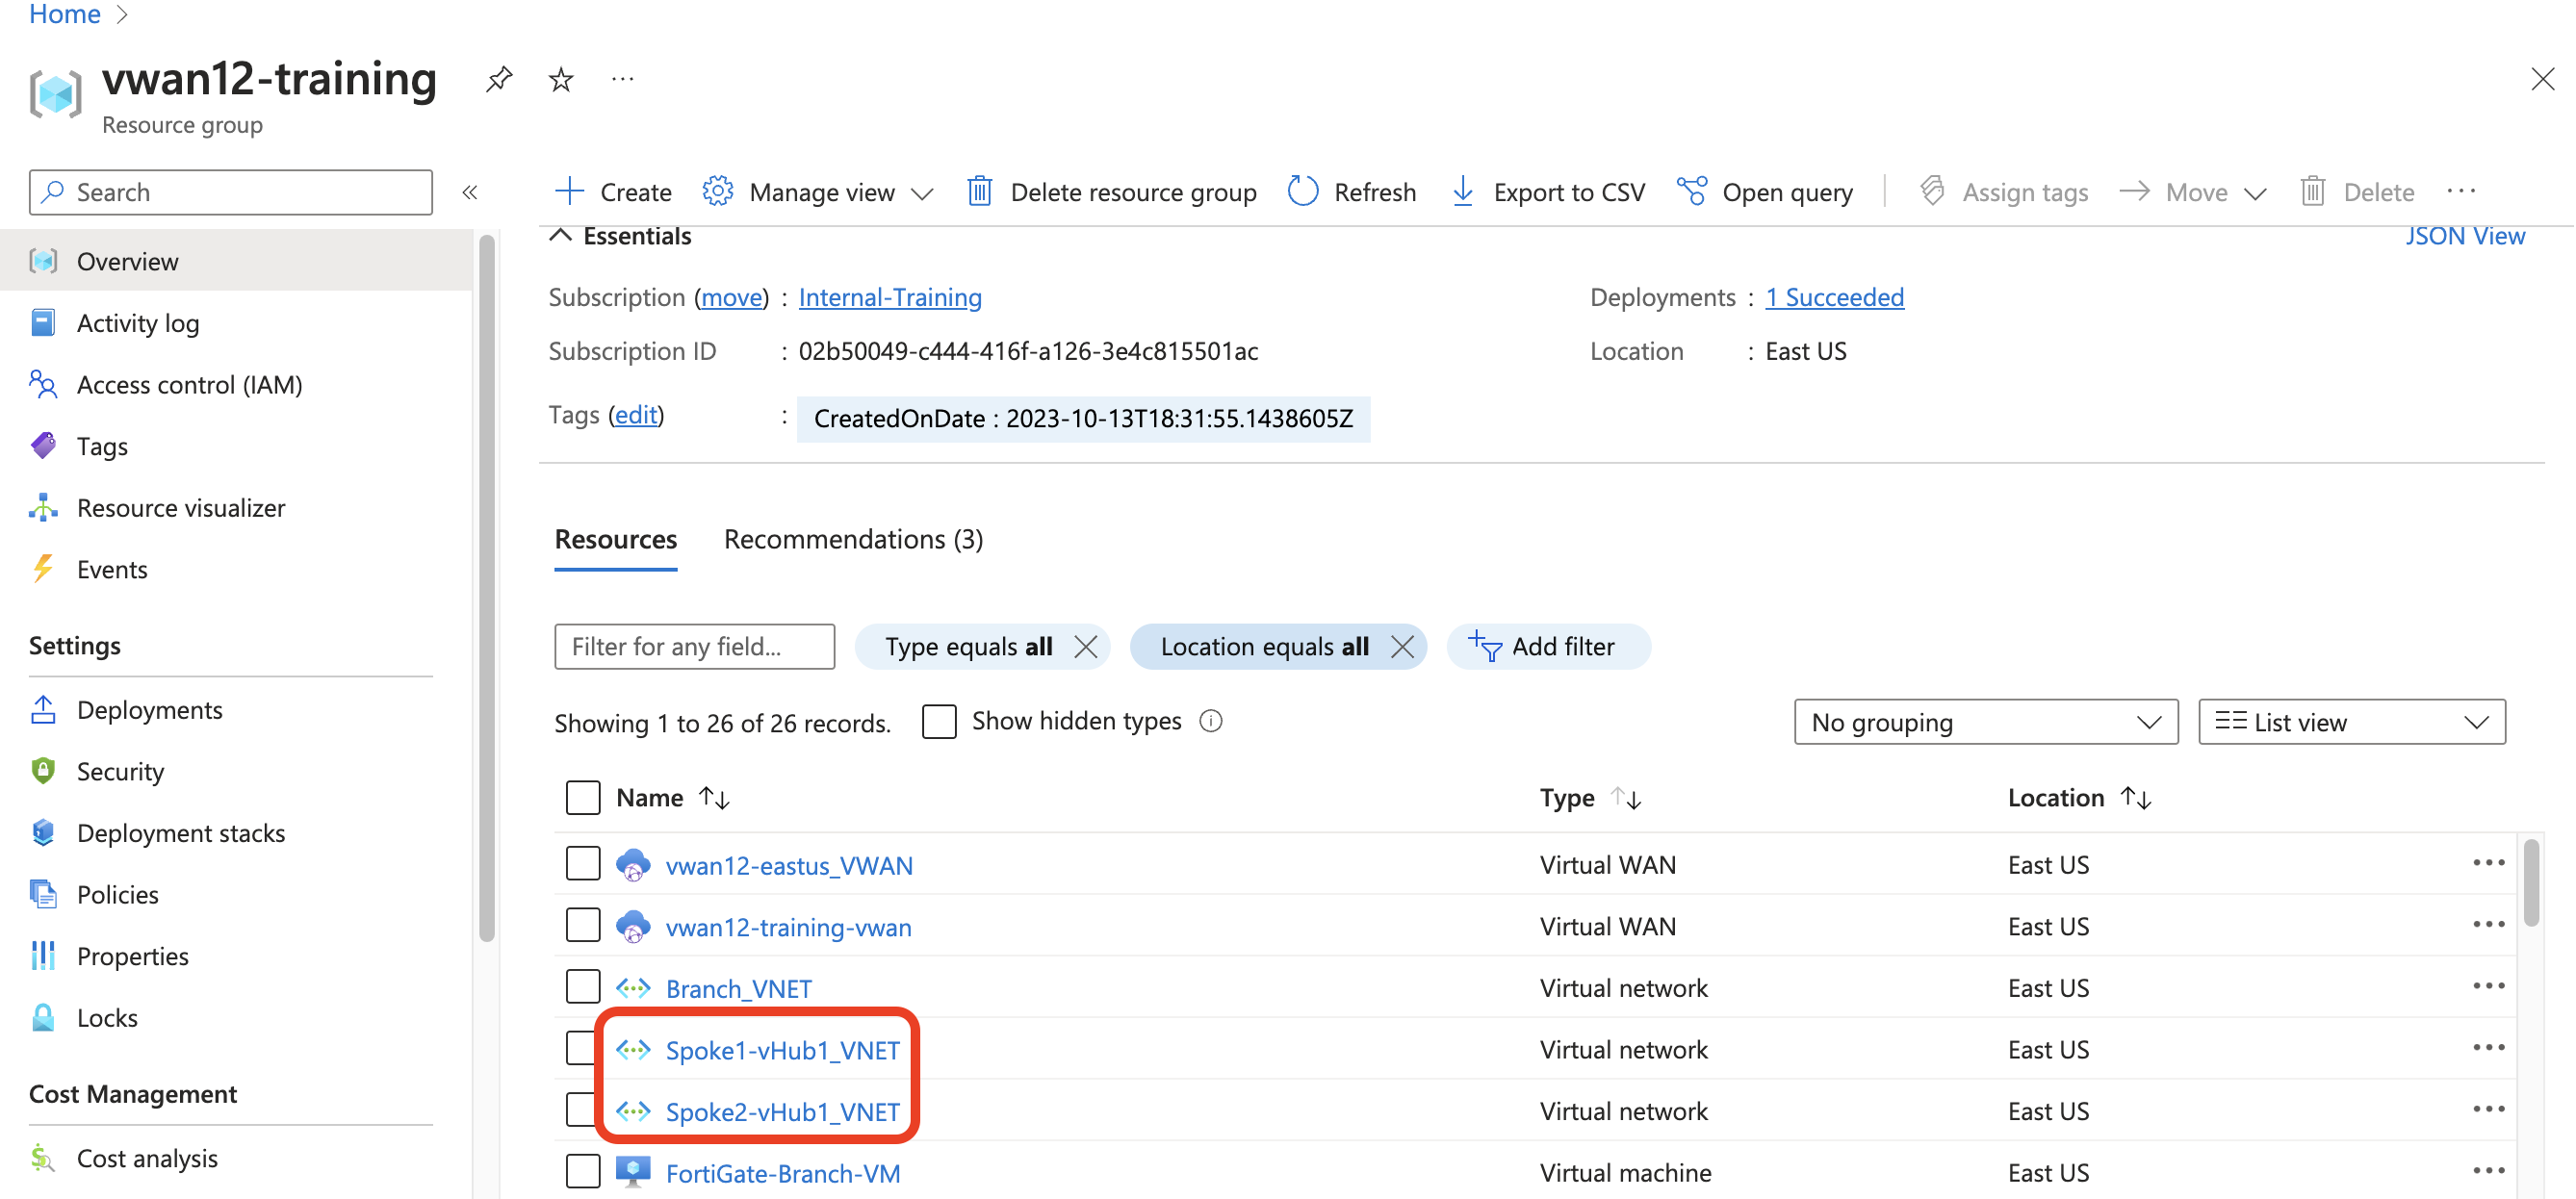 Home
vwan12-training
Resource group
Search
Create Manage view Delete resource group Refresh Export to CSV Open query Assign tags Move Delete
Essentials JSON View
Overview
Activity log
Access control (IAM)
Tags
Resource visualizer
Events
Settings
Deployments
Security
Deployment stacks
Policies
Properties
Locks
Cost Management
Cost analysis
Subscription (move) : Internal-Training Deployments : 1 Succeeded
Subscription ID : 02b50049-c444-416f-a126-3e4c815501ac Location : East US
Tags (edit) : CreatedOnDate : 2023-10-13T18:31:55.1438605Z
Resources Recommendations (3)
Filter for any field... Type equals all Location equals all Add filter
Showing 1 to 26 of 26 records. Show hidden types No grouping List view
Name Type Location
vwan12-eastus_VWAN Virtual WAN East US
vwan12-training-vwan Virtual WAN East US
Branch_VNET Virtual network East US
Spoke1-vHub1_VNET Virtual network East US
Spoke2-vHub1_VNET Virtual network East US
FortiGate-Branch-VM Virtual machine East US